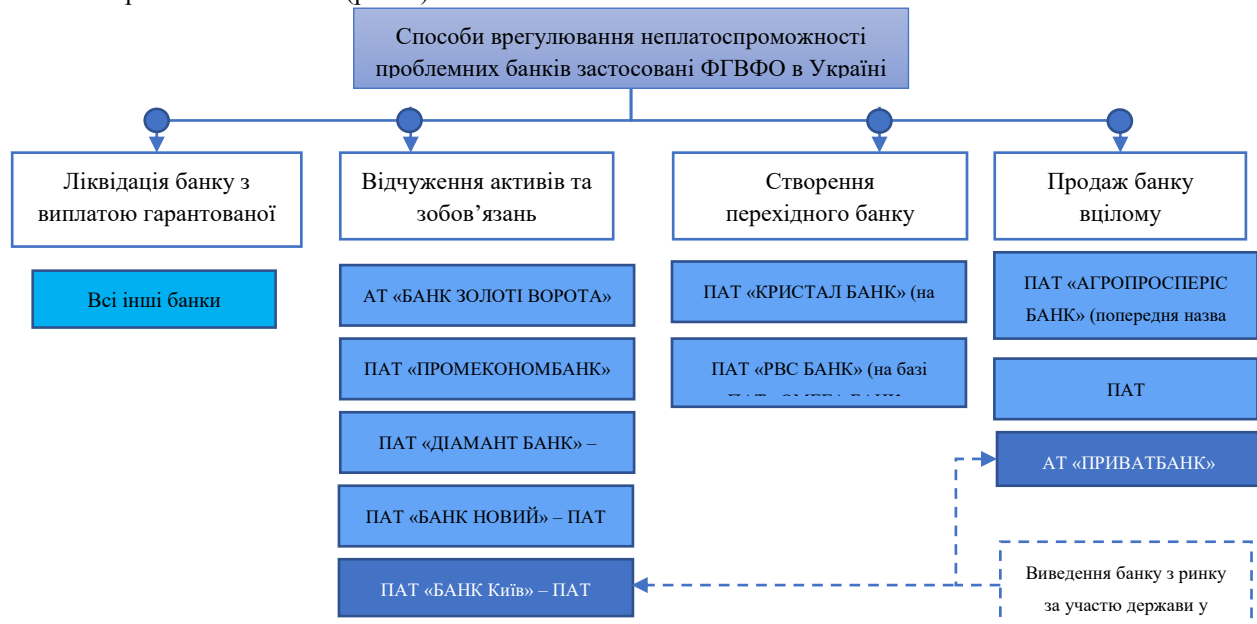 Способи врегулювання неплатоспроможності
проблемних банків застосовані ФГВФО в Україні
Ліквідація банку з
виплатою гарантованої
Відчуження активів та
зобов’язань
Створення
перехідного банку
Продаж банку
вцілому
Всі інші банки
АТ «БАНК ЗОЛОТІ ВОРОТА»
ПАТ «ПРОМЕКОНОМБАНК»
ПАТ «ДІАМАНТ БАНК» –
ПАТ «БАНК НОВИЙ» – ПАТ
ПАТ «БАНК Київ» – ПАТ
ПАТ «КРИСТАЛ БАНК» (на
ПАТ «РВС БАНК» (на базі
ПАТ «АГРОПРОСПЕРІС
БАНК» (попередня назва
ПАТ
АТ «ПРИВАТБАНК»
Виведення банку з ринку
за участю держави у